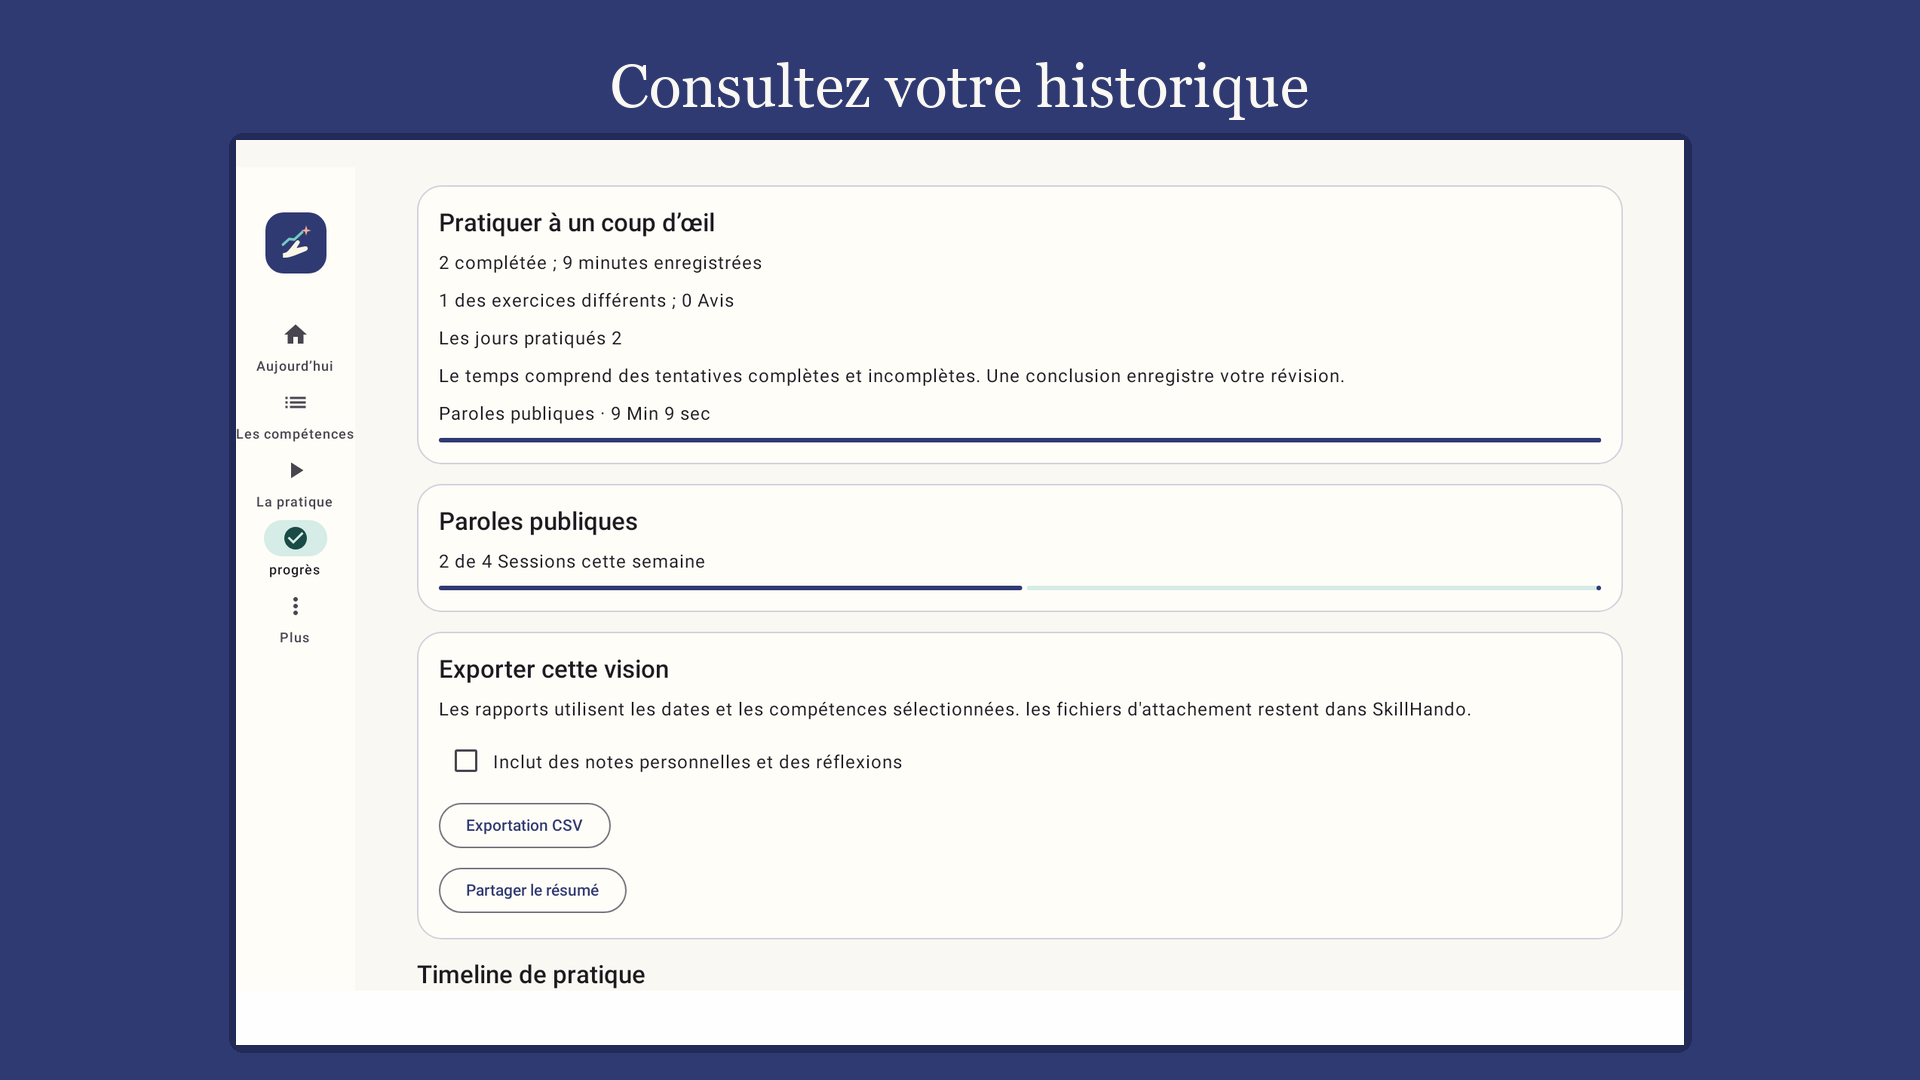 Consultez votre historique
Aujourd’hui
Les compétences
La pratique
progrès
Plus
Pratiquer à un coup d’œil
2 complétée ; 9 minutes enregistrées
1 des exercices différents ; 0 Avis
Les jours pratiqués 2
Le temps comprend des tentatives complètes et incomplètes. Une conclusion enregistre votre révision.
Paroles publiques · 9 Min 9 sec
Paroles publiques
2 de 4 Sessions cette semaine
Exporter cette vision
Les rapports utilisent les dates et les compétences sélectionnées. les fichiers d'attachement restent dans SkillHando.
Inclut des notes personnelles et des réflexions
Exportation CSV
Partager le résumé
Timeline de pratique